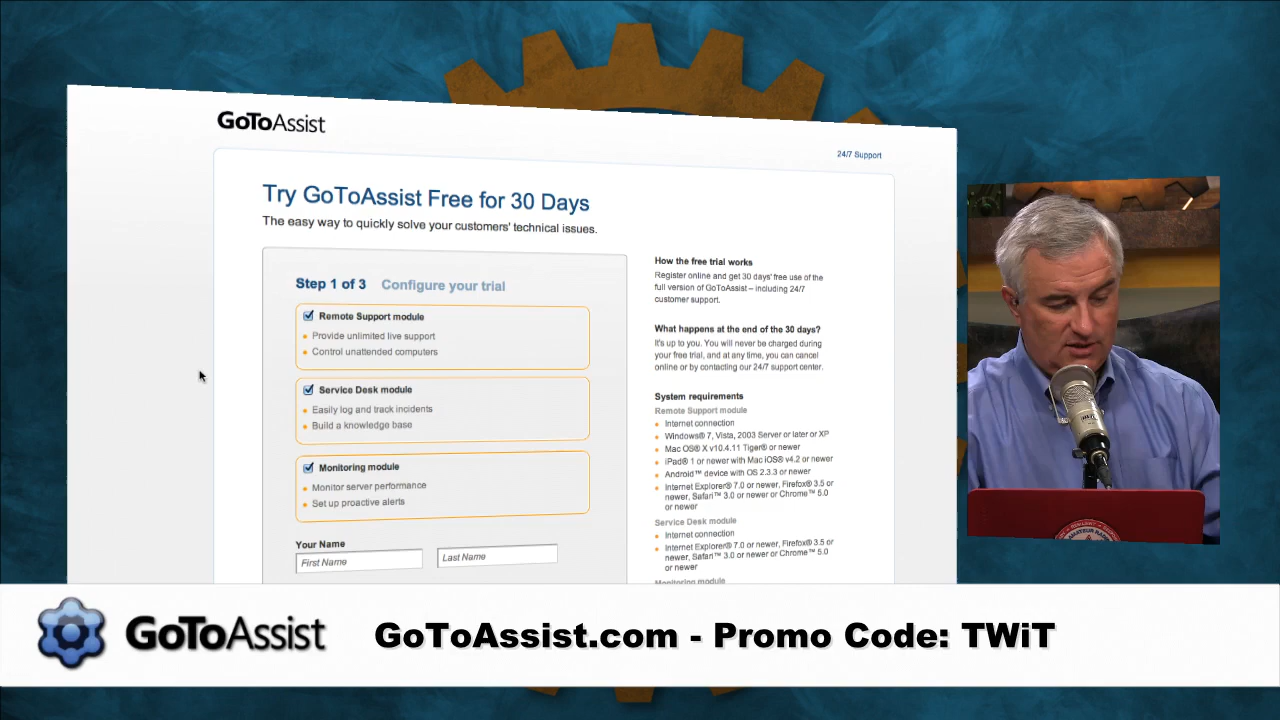 GoToAssist
24/7 Support
Try GoToAssist Free for 30 Days
The easy way to quickly solve your customers' technical issues.
Step 1 of 3 Configure your trial
Remote Support module
Provide unlimited live support
Control unattended computers
Service Desk module
Easily log and track incidents
Build a knowledge base
Monitoring module
Monitor server performance
Set up proactive alerts
Your Name
First Name
Last Name
How the free trial works
Register online and get 30 days' free use of the
full version of GoToAssist – including 24/7
customer support.
What happens at the end of the 30 days?
It's up to you. You will never be charged during
your free trial, and at any time, you can cancel
online or by contacting our 24/7 support center.
System requirements
Remote Support module
Internet connection
Windows® 7, Vista, 2003 Server or later or XP
Mac OS® X v10.4.11 Tiger® or newer
iPad® 1 or newer with Mac iOS® v4.2 or newer
Android™ device with OS 2.3.3 or newer
Internet Explorer® 7.0 or newer, Firefox® 3.5 or
newer, Safari™ 3.0 or newer or Chrome™ 5.0
or newer
Service Desk module
Internet connection
Internet Explorer® 7.0 or newer, Firefox® 3.5 or
newer, Safari™ 3.0 or newer or Chrome™ 5.0
or newer
Monitoring module
GoToAssist
GoToAssist.com - Promo Code: TWiT